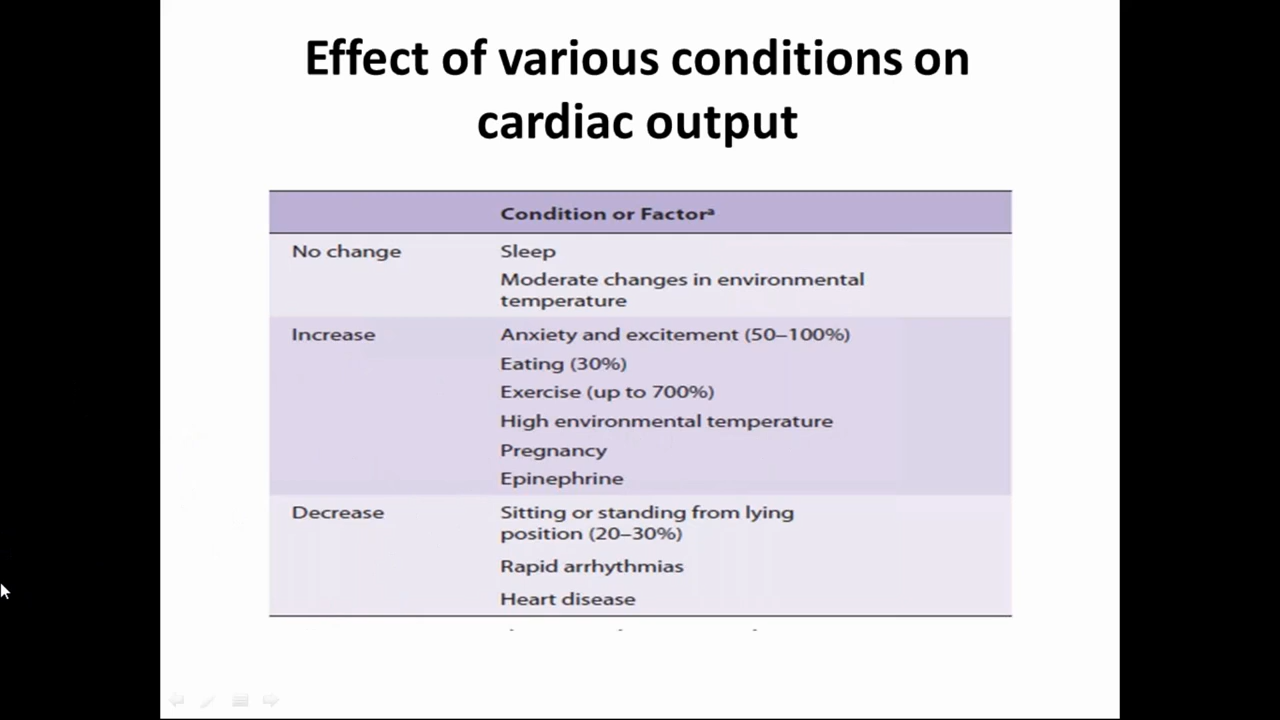 Effect of various conditions on
cardiac output
Condition or Factorᵃ
No change
Sleep
Moderate changes in environmental
temperature
Increase
Anxiety and excitement (50–100%)
Eating (30%)
Exercise (up to 700%)
High environmental temperature
Pregnancy
Epinephrine
Decrease
Sitting or standing from lying
position (20–30%)
Rapid arrhythmias
Heart disease